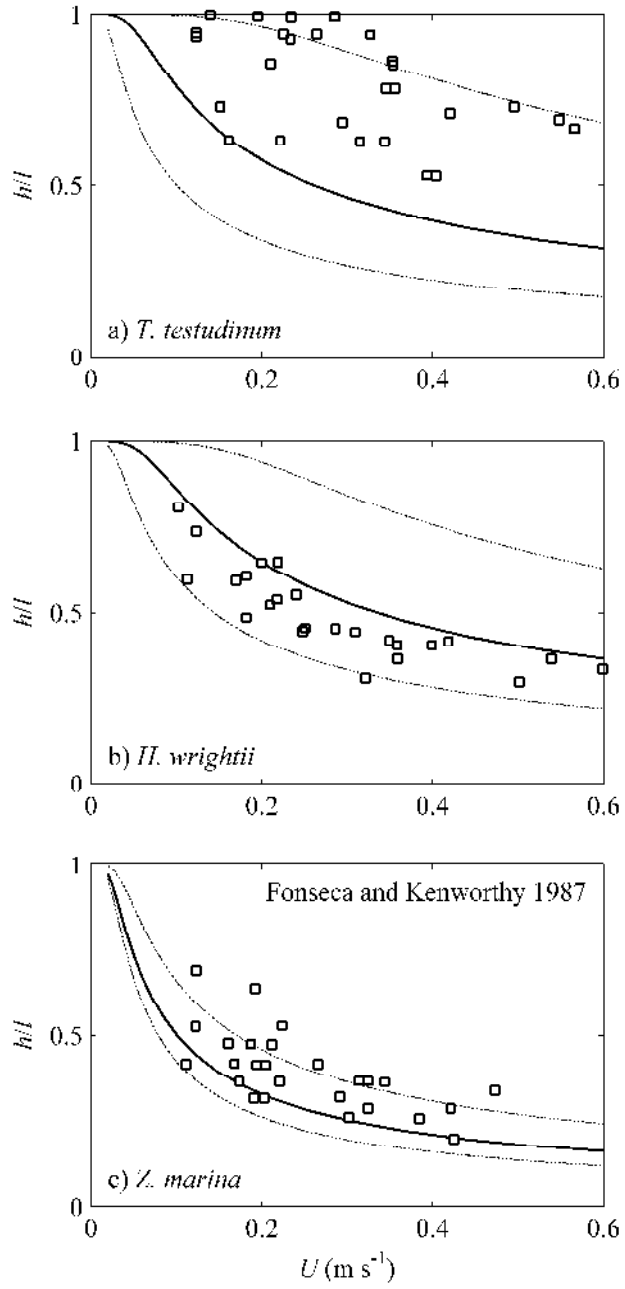 1
0.5
0
h/l
a) T. testudinum
0 0.2 0.4 0.6
1
0.5
0
h/l
b) H. wrightii
0 0.2 0.4 0.6
1
0.5
0
h/l
Fonseca and Kenworthy 1987
c) Z. marina
0 0.2 0.4 0.6
U (m s⁻¹)